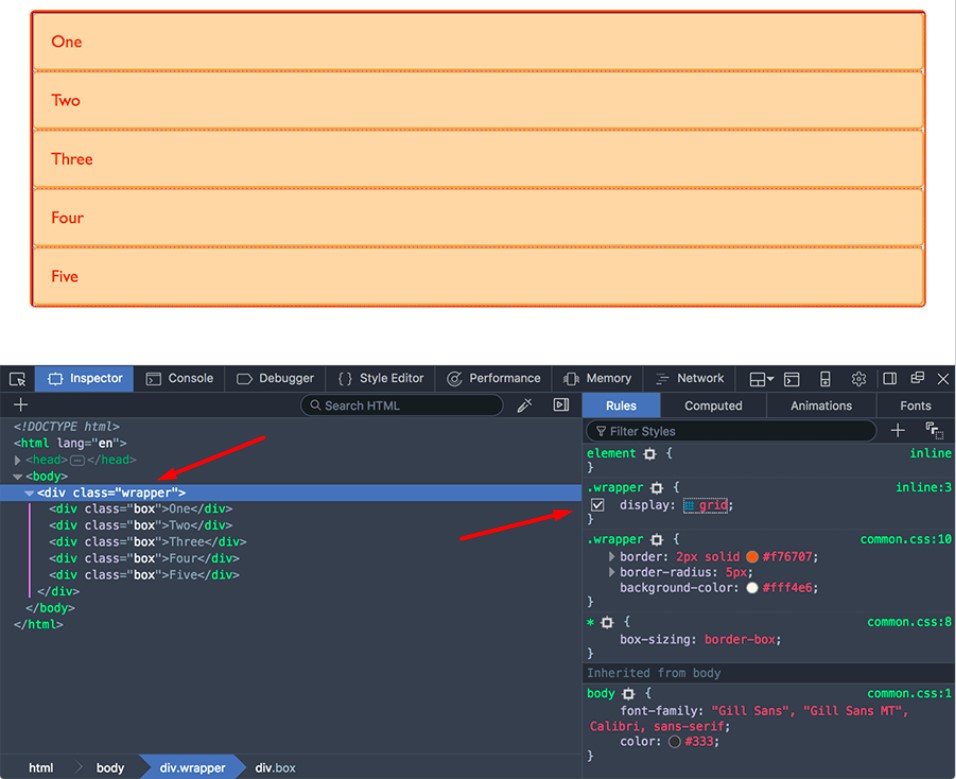 One
Two
Three
Four
Five
Inspector Console Debugger { } Style Editor Performance Memory Network
+ Search HTML
Rules Computed Animations Fonts
Filter Styles +
<!DOCTYPE html>
<html lang="en">
<head></head>
<body>
<div class="wrapper">
<div class="box">One</div>
<div class="box">Two</div>
<div class="box">Three</div>
<div class="box">Four</div>
<div class="box">Five</div>
</div>
</body>
</html>
element { inline
}
.wrapper { inline:3
display: grid;
}
.wrapper { common.css:10
border: 2px solid #f76707;
border-radius: 5px;
background-color: #fff4e6;
}
* { common.css:8
box-sizing: border-box;
}
Inherited from body
body { common.css:1
font-family: "Gill Sans", "Gill Sans MT",
Calibri, sans-serif;
color: #333;
}
html body div.wrapper div.box